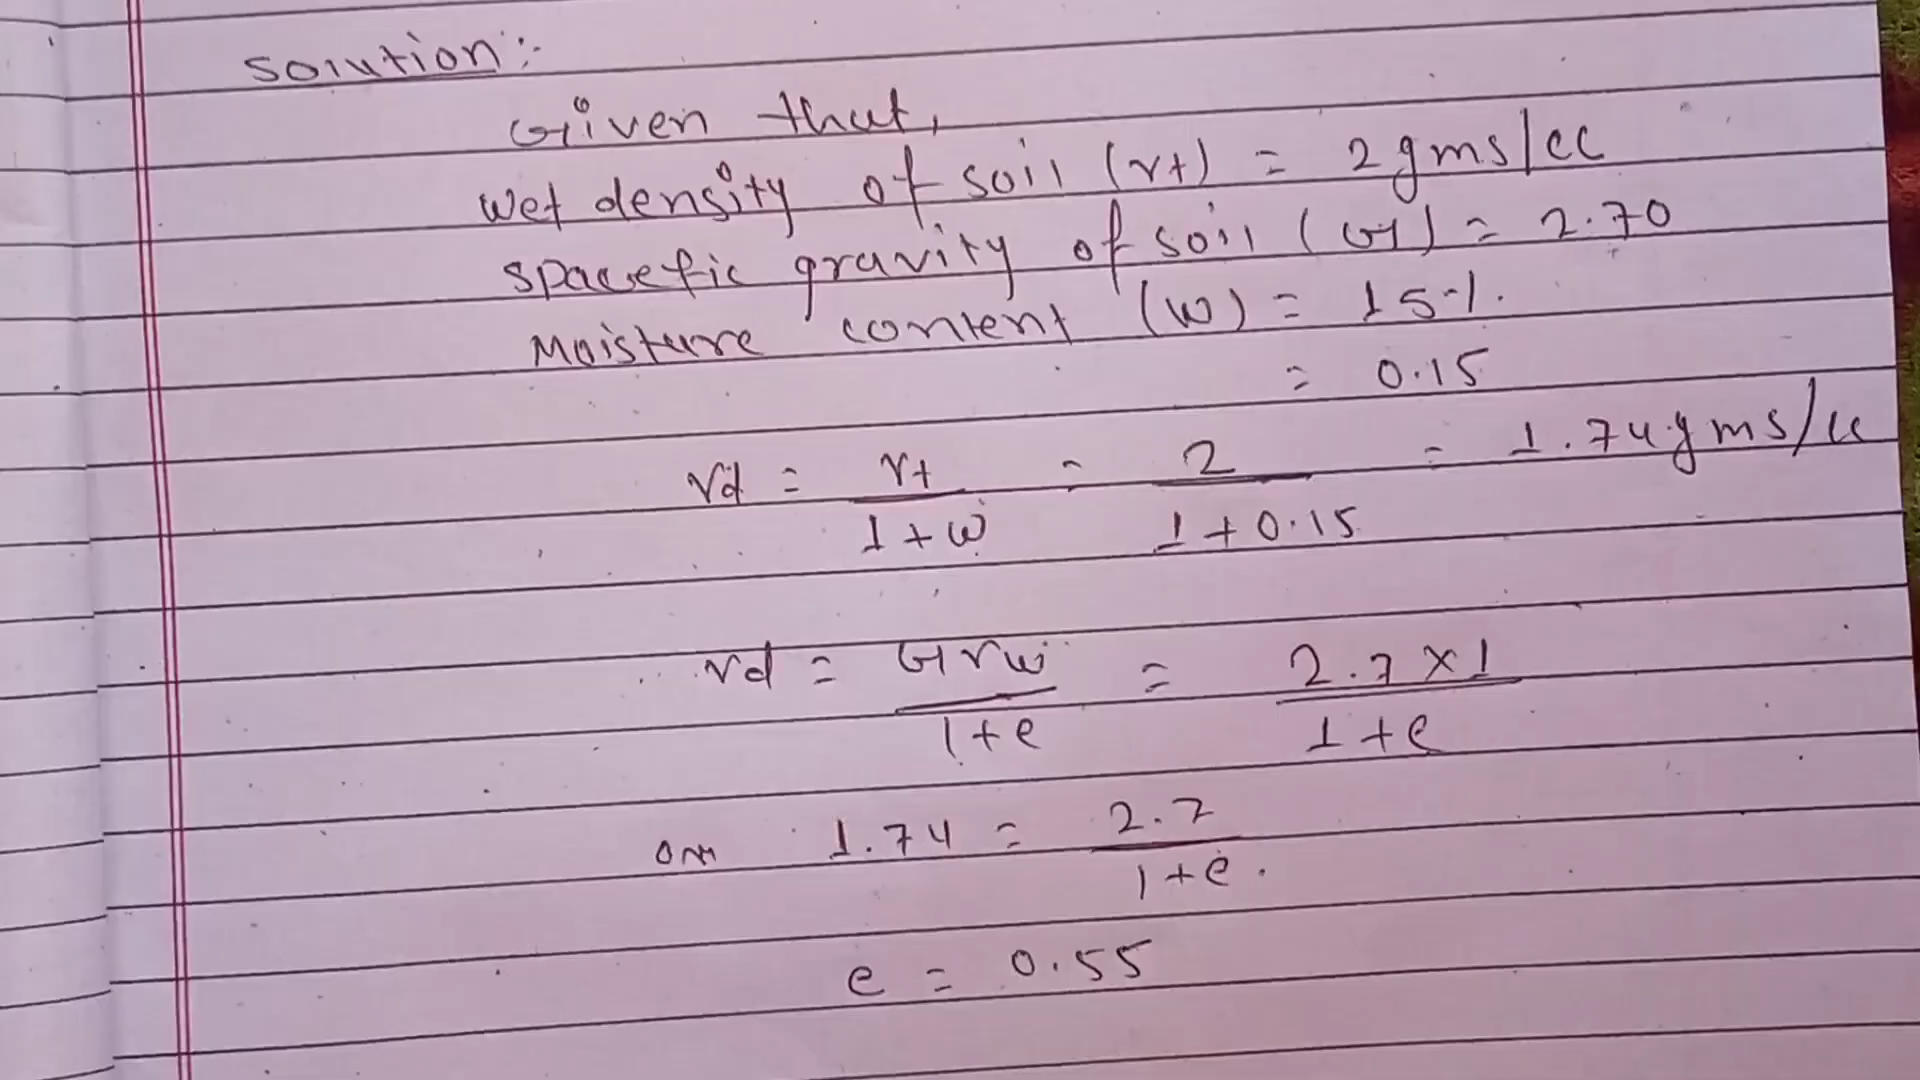 Solution:-
Given that,
Wet density of soil (γt) = 2 gms/cc
spacefic gravity of soil (G) = 2.70
Moisture content (w) = 15%.
= 0.15
γd = γt / 1+w = 2 / 1+0.15 = 1.74 gms/cc
γd = Gγw / 1+e = 2.7×1 / 1+e
or 1.74 = 2.7 / 1+e.
e = 0.55